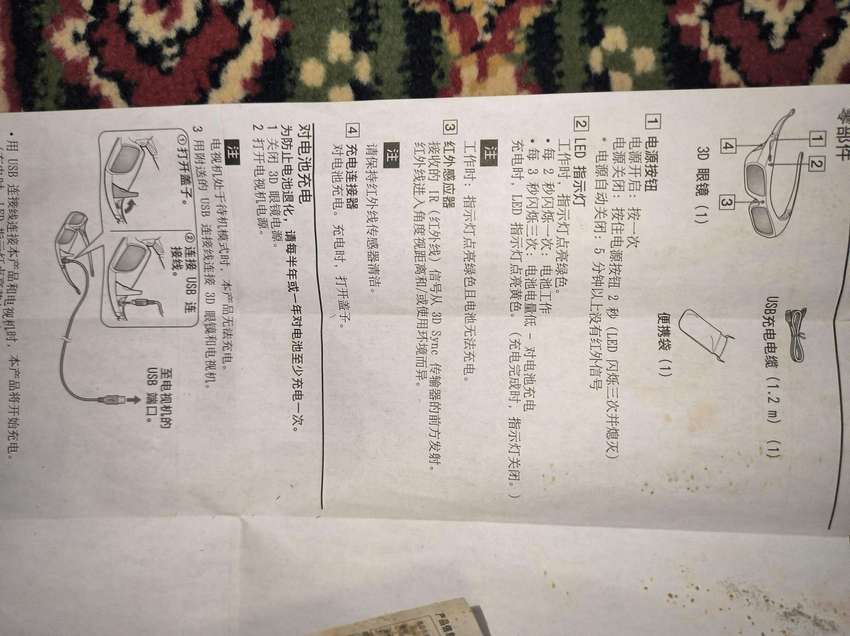 零部件
1
2
4
3
3D 眼镜 (1)
USB充电电缆 (1.2 m) (1)
便携袋 (1)
1 电源按钮
电源开启：按一次
电源关闭：按住电源按钮 2 秒(LED 闪烁三次并熄灭)
* 电源自动关闭：5 分钟以上没有红外信号
2 LED 指示灯
工作时，指示灯点亮绿色。
• 每 2 秒闪烁一次：电池工作
• 每 3 秒闪烁三次：电池电量低 - 对电池充电
充电时，LED 指示灯点亮黄色。(充电完成时，指示灯关闭。)
注
工作时：指示灯点亮绿色且电池无法充电。
3 红外感应器
接收的 IR (红外线) 信号从 3D Sync 传输器的前方发射。
红外线进入角度视距离和/或使用环境而异。
注
请保持红外线传感器清洁。
4 充电连接器
对电池充电。充电时，打开盖子。
对电池充电
为防止电池退化，请每半年或一年对电池至少充电一次。
1 关闭 3D 眼镜电源。
2 打开电视机电源。
注
电视机处于待机模式时，本产品无法充电。
3 用附送的 USB 连接线连接 3D 眼镜和电视机。
①打开盖子。
②连接 USB 连
接线。
至电视机的
USB 端口。
• 用 USB 连接线连接本产品和电视机时，本产品将开始充电。
产品信息